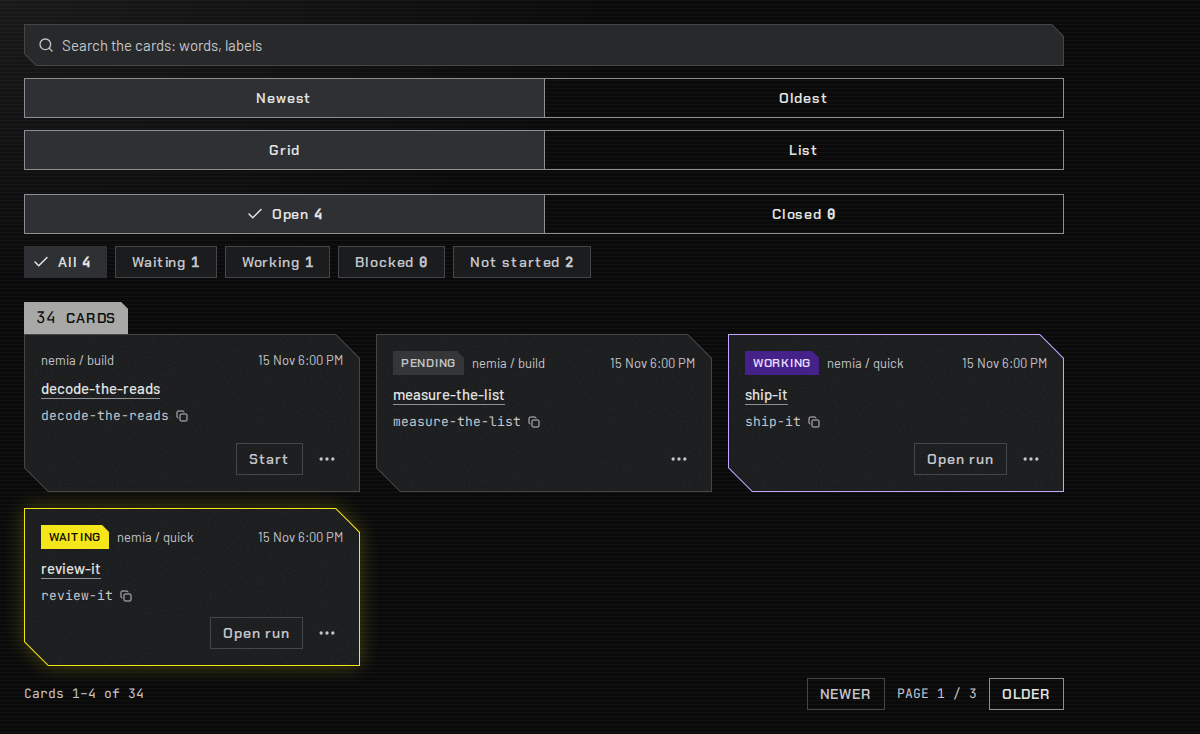 Search the cards: words, labels
Newest Oldest
Grid List
Open 4 Closed 0
All 4 Waiting 1 Working 1 Blocked 0 Not started 2
34 CARDS
nemia / build 15 Nov 6:00 PM
decode-the-reads
decode-the-reads
Start
PENDING nemia / build 15 Nov 6:00 PM
measure-the-list
measure-the-list
WORKING nemia / quick 15 Nov 6:00 PM
ship-it
ship-it
Open run
WAITING nemia / quick 15 Nov 6:00 PM
review-it
review-it
Open run
Cards 1–4 of 34 NEWER PAGE 1 / 3 OLDER